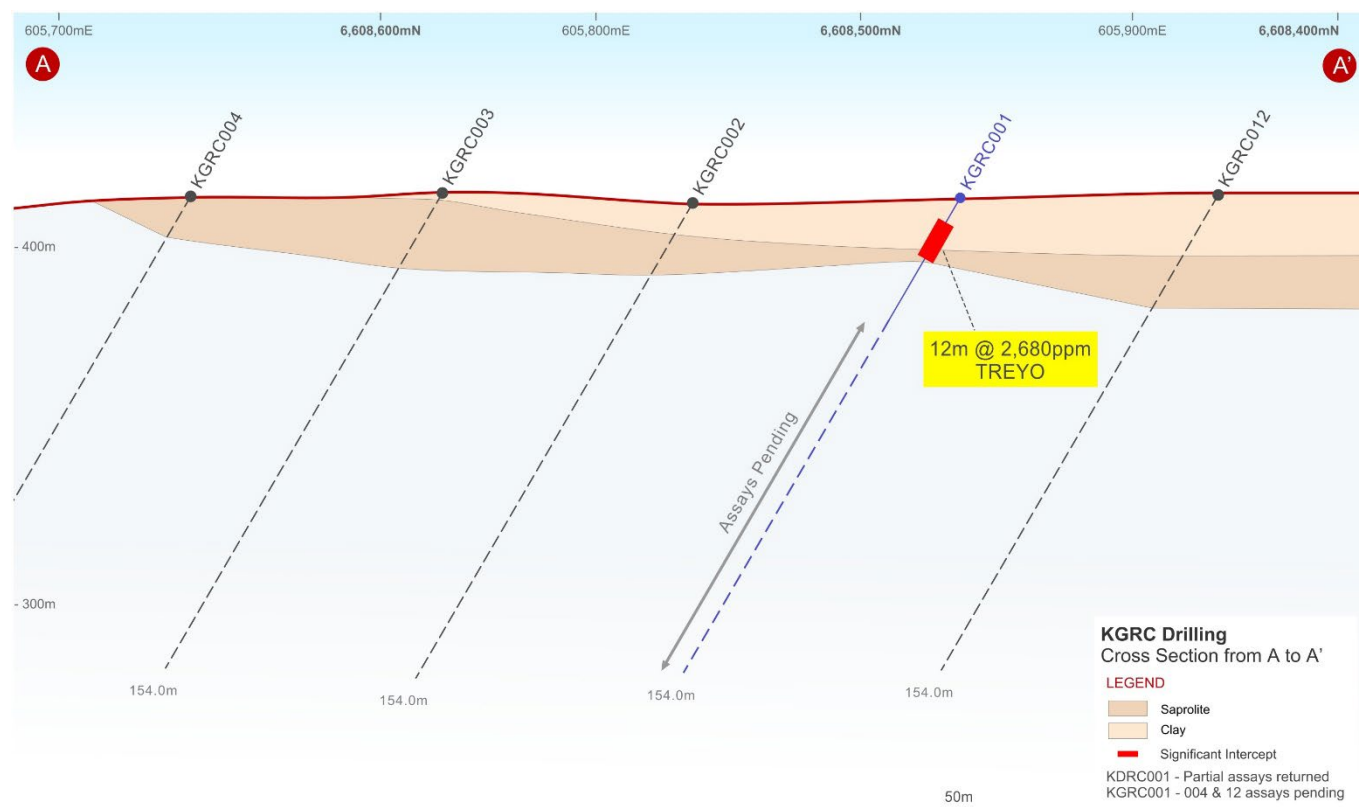 605,700mE
6,608,600mN
605,800mE
6,608,500mN
605,900mE
6,608,400mN
A
A'
KGRC004
KGRC003
KGRC002
KGRC001
KGRC012
- 400m
12m @ 2,680ppm
TREYO
Assays Pending
- 300m
154.0m
154.0m
154.0m
154.0m
KGRC Drilling
Cross Section from A to A'
LEGEND
Saprolite
Clay
Significant Intercept
KDRC001 - Partial assays returned
KGRC001 - 004 & 12 assays pending
50m